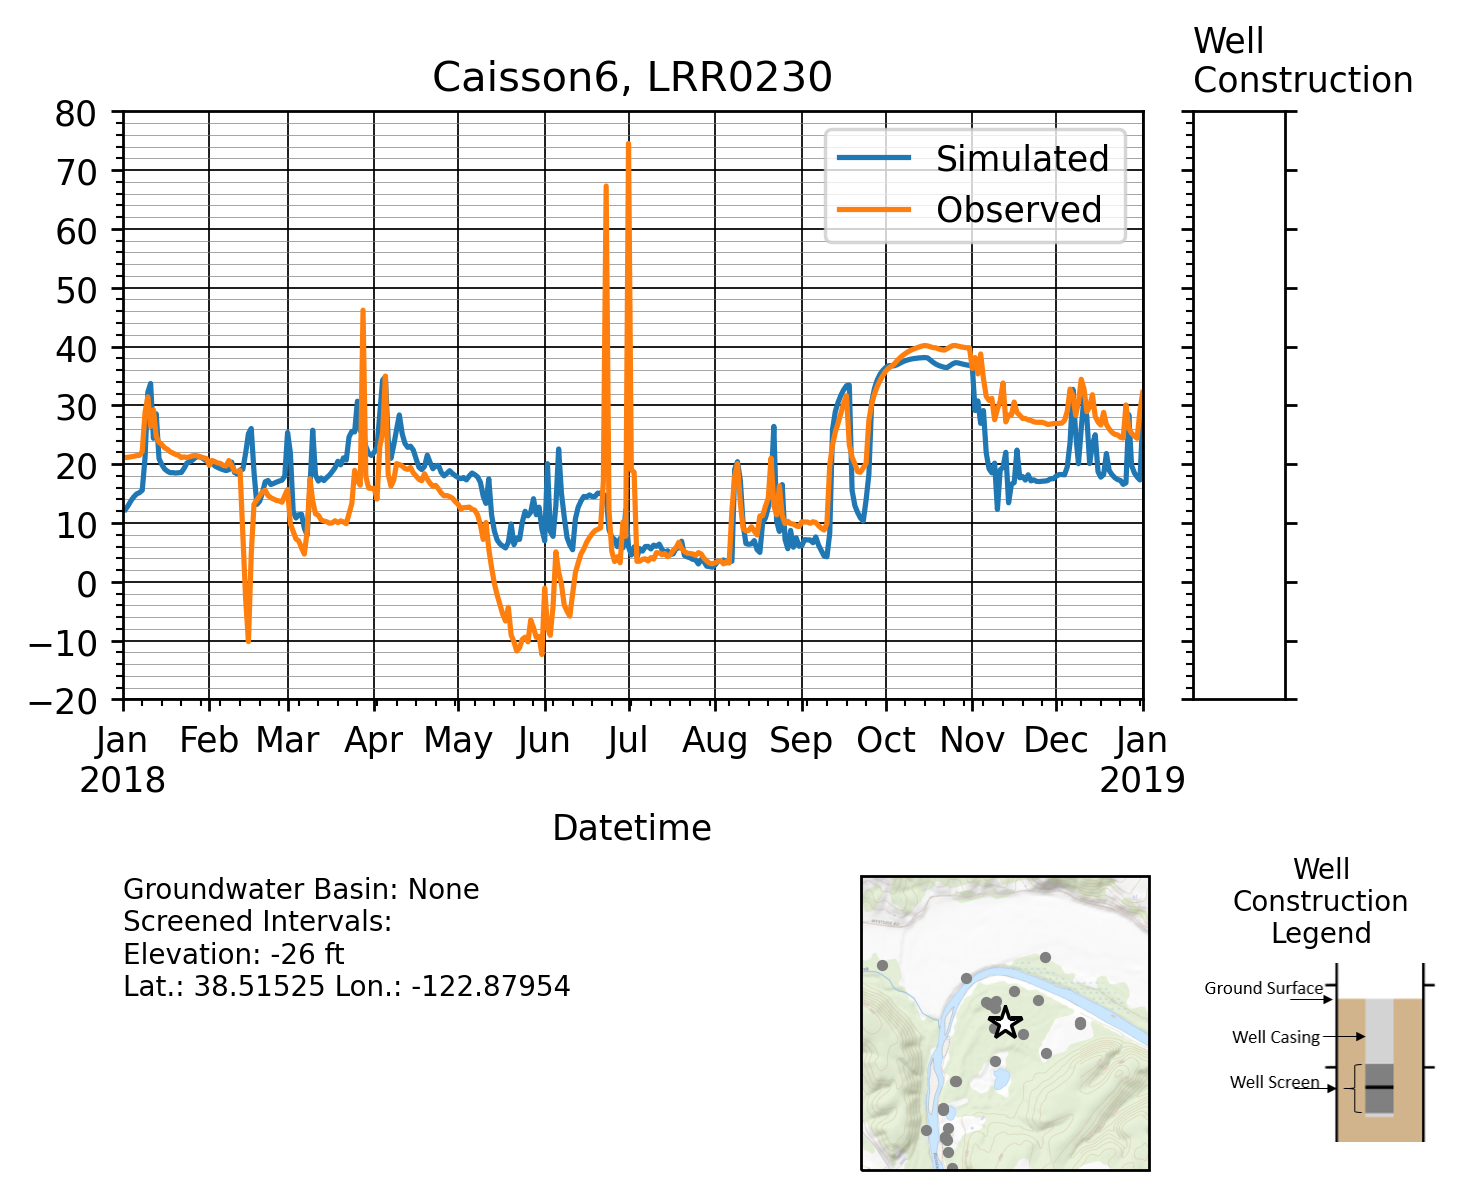 Caisson6, LRR0230
Well
Construction
80
70
60
50
40
30
20
10
0
−10
−20
Simulated
Observed
Jan
2018
Feb
Mar
Apr
May
Jun
Jul
Aug
Sep
Oct
Nov
Dec
Jan
2019
Datetime
Groundwater Basin: None
Screened Intervals:
Elevation: -26 ft
Lat.: 38.51525 Lon.: -122.87954
Well
Construction
Legend
Ground Surface
Well Casing
Well Screen